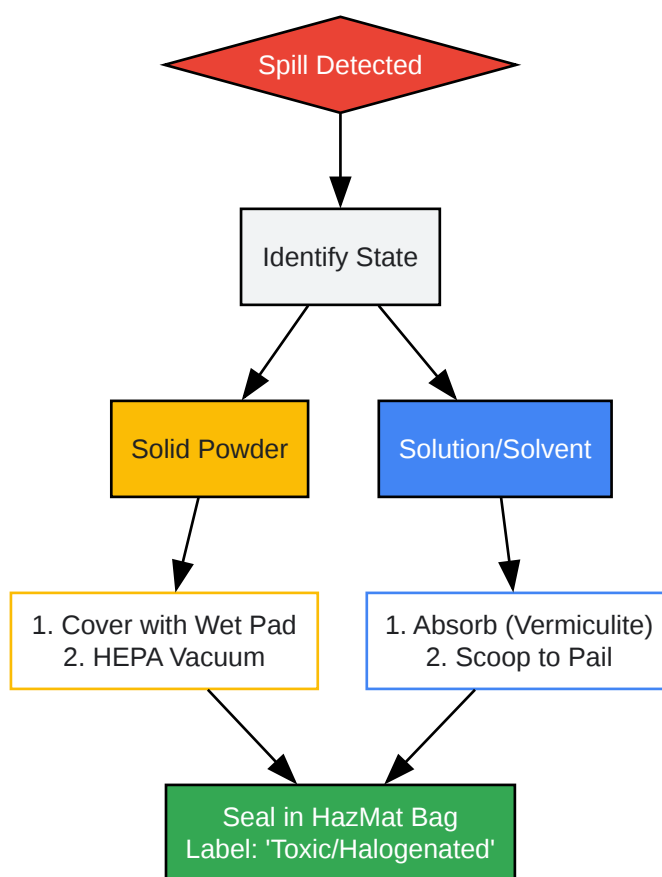 Spill Detected
Identify State
Solid Powder
Solution/Solvent
1. Cover with Wet Pad
2. HEPA Vacuum
1. Absorb (Vermiculite)
2. Scoop to Pail
Seal in HazMat Bag
Label: 'Toxic/Halogenated'